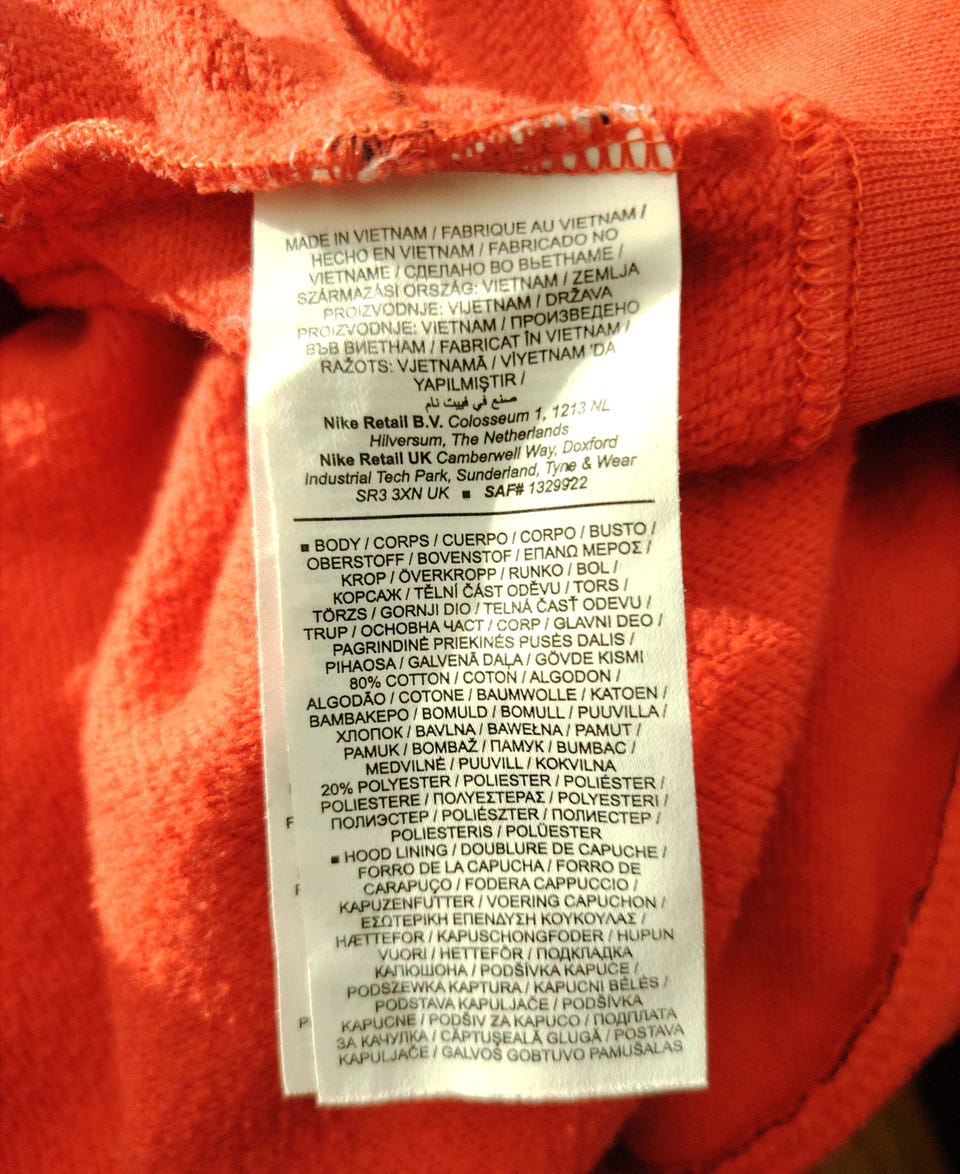 MADE IN VIETNAM / FABRIQUE AU VIETNAM /
HECHO EN VIETNAM / FABRICADO NO
VIETNAME / СДЕЛАНО ВО ВЬЕТНАМЕ /
SZÁRMAZÁSI ORSZÁG: VIETNAM / ZEMLJA
PROIZVODNJE: VIJETNAM / DRŽAVA
PROIZVODNJE: VIETNAM / ПРОИЗВЕДЕНО
ВЪВ ВИЕТНАМ / FABRICAT ÎN VIETNAM /
RAŽOTS: VJETNAMĀ / VİYETNAM 'DA
YAPILMIŞTIR /
صنع في فييت نام
Nike Retail B.V. Colosseum 1, 1213 NL
Hilversum, The Netherlands
Nike Retail UK Camberwell Way, Doxford
Industrial Tech Park, Sunderland, Tyne & Wear
SR3 3XN UK ■ SAF# 1329922
■ BODY / CORPS / CUERPO / CORPO / BUSTO /
OBERSTOFF / BOVENSTOF / ΕΠΑΝΩ ΜΕΡΟΣ /
KROP / ÖVERKROPP / RUNKO / BOL /
КОРСАЖ / TĚLNÍ ČÁST ODĚVU / TORS /
TÖRZS / GORNJI DIO / TELNÁ ČASŤ ODEVU /
TRUP / ОСНОВНА ЧАСТ / CORP / GLAVNI DEO /
PAGRINDINĖ PRIEKINĖS PUSĖS DALIS /
PIHAOSA / GALVENĀ DAĻA / GÖVDE KISMI
80% COTTON / COTON / ALGODON /
ALGODÃO / COTONE / BAUMWOLLE / KATOEN /
ΒΑΜΒΑΚΕΡΟ / BOMULD / BOMULL / PUUVILLA /
ХЛОПОК / BAVLNA / BAWEŁNA / PAMUT /
PAMUK / BOMBAŽ / ПАМУК / BUMBAC /
MEDVILNĖ / PUUVILL / KOKVILNA
20% POLYESTER / POLIESTER / POLIÉSTER /
POLIESTERE / ΠΟΛΥΕΣΤΕΡΑΣ / POLYESTERI /
ПОЛИЭСТЕР / POLIÉSZTER / ПОЛИЕСТЕР /
POLIESTERIS / POLÜESTER
■ HOOD LINING / DOUBLURE DE CAPUCHE /
FORRO DE LA CAPUCHA / FORRO DE
CARAPUÇO / FODERA CAPPUCCIO /
KAPUZENFUTTER / VOERING CAPUCHON /
ΕΣΩΤΕΡΙΚΗ ΕΠΕΝΔΥΣΗ ΚΟΥΚΟΥΛΑΣ /
HÆTTEFOR / KAPUSCHONGFODER / HUPUN
VUORI / HETTEFÔR / ПОДКЛАДКА
КАПЮШОНА / PODŠÍVKA KAPUCE /
PODSZEWKA KAPTURA / KAPUCNI BÉLÉS /
PODSTAVA KAPULJAČE / PODŠÍVKA
KAPUCNE / PODŠIV ZA KAPUCO / ПОДПЛАТА
ЗА КАЧУЛКА / CĂPTUŞEALĂ GLUGĂ / POSTAVA
KAPULJAČE / GALVOS GOBTUVO PAMUŠALAS